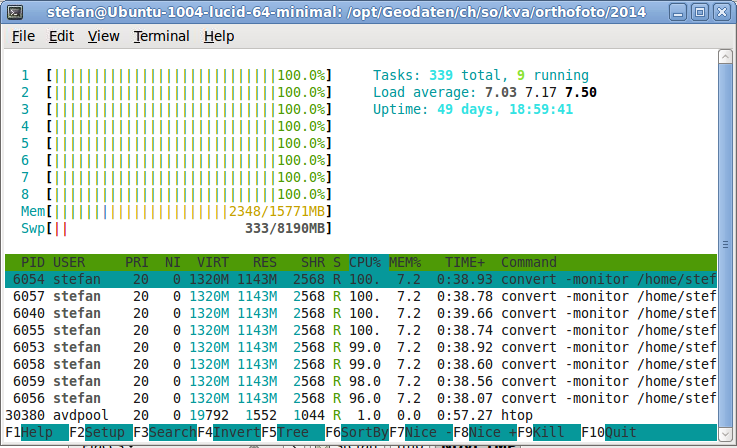 stefan@Ubuntu-1004-lucid-64-minimal: /opt/Geodaten/ch/so/kva/orthofoto/2014
File Edit View Terminal Help
1 [||||||||||||||||||||||||||||100.0%] Tasks: 339 total, 9 running
2 [||||||||||||||||||||||||||||100.0%] Load average: 7.03 7.17 7.50
3 [||||||||||||||||||||||||||||100.0%] Uptime: 49 days, 18:59:41
4 [||||||||||||||||||||||||||||100.0%]
5 [||||||||||||||||||||||||||||100.0%]
6 [||||||||||||||||||||||||||||100.0%]
7 [||||||||||||||||||||||||||||100.0%]
8 [||||||||||||||||||||||||||||100.0%]
Mem[||||||||||||||||||||||2348/15771MB]
Swp[|| 333/8190MB]
PID USER PRI NI VIRT RES SHR S CPU% MEM% TIME+ Command
6054 stefan 20 0 1320M 1143M 2568 R 100. 7.2 0:38.93 convert -monitor /home/stef
6057 stefan 20 0 1320M 1143M 2568 R 100. 7.2 0:38.78 convert -monitor /home/stef
6040 stefan 20 0 1320M 1143M 2568 R 100. 7.2 0:39.66 convert -monitor /home/stef
6055 stefan 20 0 1320M 1143M 2568 R 100. 7.2 0:38.74 convert -monitor /home/stef
6053 stefan 20 0 1320M 1143M 2568 R 99.0 7.2 0:38.92 convert -monitor /home/stef
6058 stefan 20 0 1320M 1143M 2568 R 99.0 7.2 0:38.60 convert -monitor /home/stef
6059 stefan 20 0 1320M 1143M 2568 R 98.0 7.2 0:38.56 convert -monitor /home/stef
6056 stefan 20 0 1320M 1143M 2568 R 96.0 7.2 0:38.07 convert -monitor /home/stef
30380 avdpool 20 0 19792 1552 1044 R 1.0 0.0 0:57.27 htop
F1Help F2Setup F3SearchF4InvertF5Tree F6SortByF7Nice -F8Nice +F9Kill F10Quit